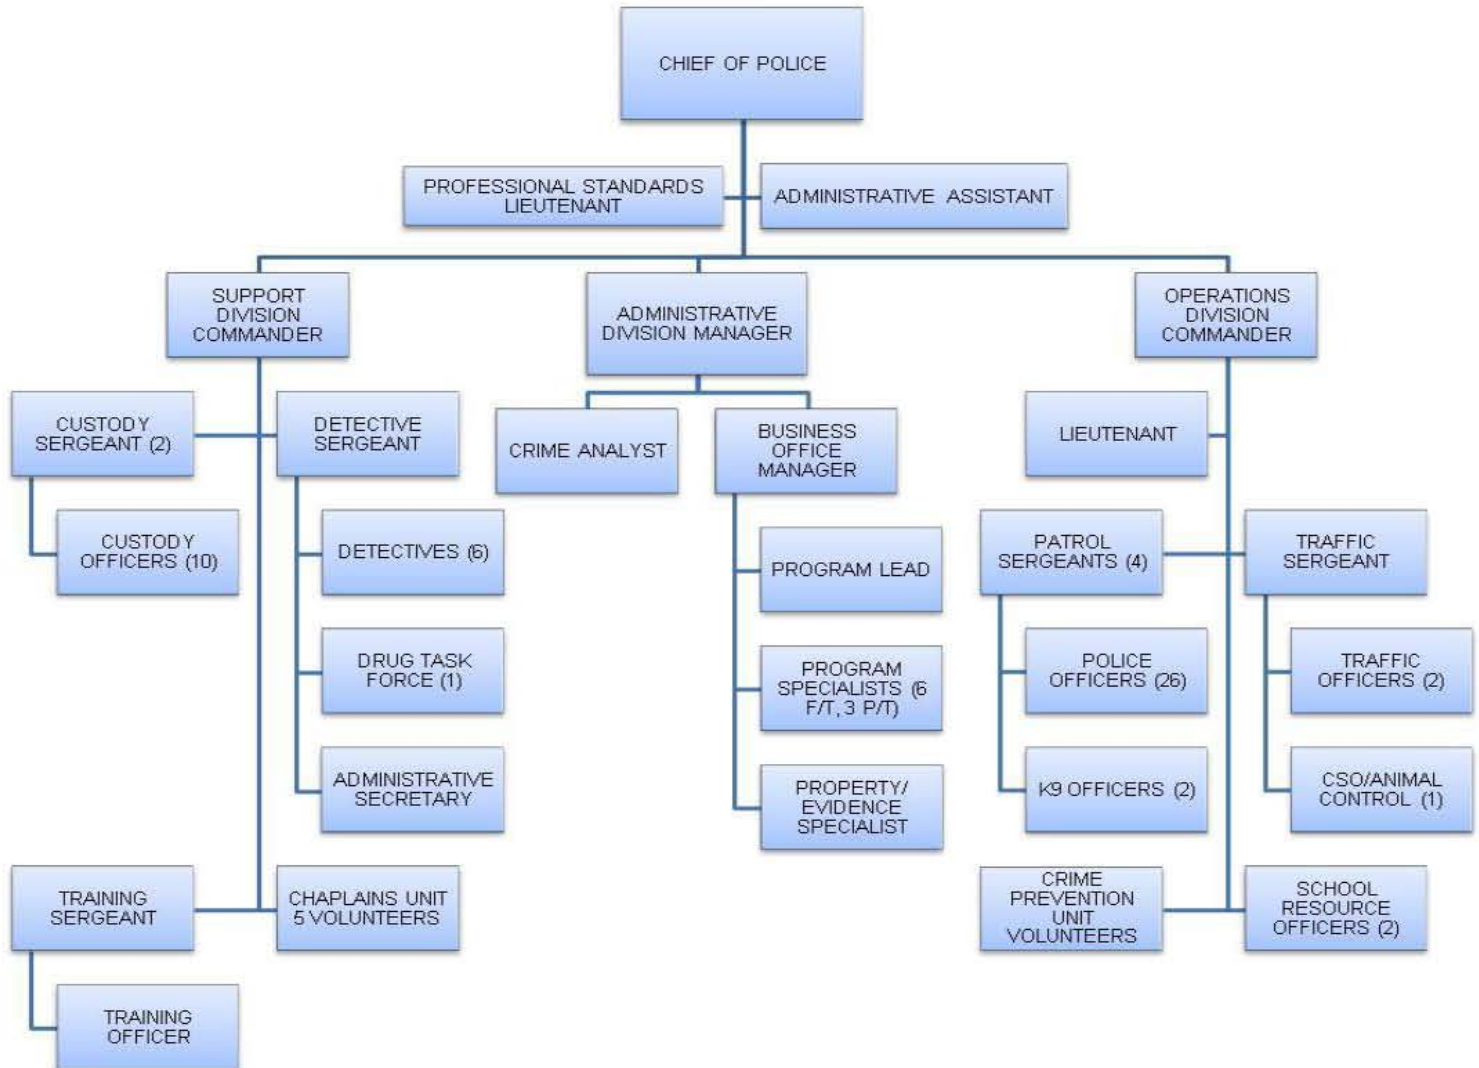 CHIEF OF POLICE
PROFESSIONAL STANDARDS
LIEUTENANT
ADMINISTRATIVE ASSISTANT
SUPPORT
DIVISION
COMMANDER
ADMINISTRATIVE
DIVISION MANAGER
OPERATIONS
DIVISION
COMMANDER
CUSTODY
SERGEANT (2)
DETECTIVE
SERGEANT
CRIME ANALYST
BUSINESS
OFFICE
MANAGER
LIEUTENANT
CUSTODY
OFFICERS (10)
DETECTIVES (6)
PROGRAM LEAD
PATROL
SERGEANTS (4)
TRAFFIC
SERGEANT
DRUG TASK
FORCE (1)
PROGRAM
SPECIALISTS (6
F/T, 3 P/T)
POLICE
OFFICERS (26)
TRAFFIC
OFFICERS (2)
ADMINISTRATIVE
SECRETARY
PROPERTY/
EVIDENCE
SPECIALIST
K9 OFFICERS (2)
CSO/ANIMAL
CONTROL (1)
TRAINING
SERGEANT
CHAPLAINS UNIT
5 VOLUNTEERS
CRIME
PREVENTION
UNIT
VOLUNTEERS
SCHOOL
RESOURCE
OFFICERS (2)
TRAINING
OFFICER